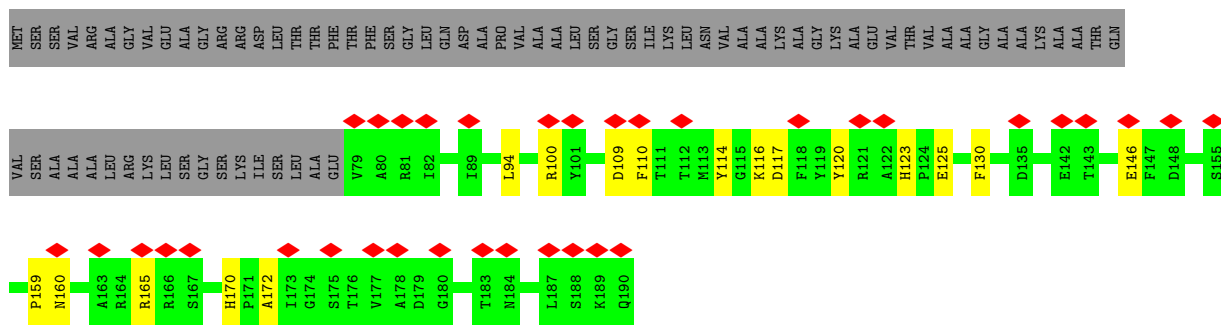 MET SER SER VAL ARG ALA GLY VAL GLU ALA GLY ARG ARG ASP LEU THR THR PHE THR PHE SER GLY LEU GLN ASP ALA PRO VAL ALA ALA LEU SER GLY SER ILE LYS LEU ASN VAL ALA ALA LYS ALA GLY LYS ALA GLU VAL THR VAL ALA ALA GLY ALA ALA LYS ALA ALA THR GLN
VAL SER ALA ALA ALA LEU ARG LYS LEU SER GLY SER LYS ILE SER LEU ALA GLU V79 A80 R81 I82 I89 L94 R100 Y101 D109 F110 T111 T112 M113 Y114 G115 K116 D117 F118 Y119 Y120 R121 A122 H123 P124 E125 F130 D135 E142 T143 E146 F147 D148 S155
P159 N160 A163 R164 R165 R166 S167 H170 P171 A172 I173 G174 S175 T176 V177 A178 D179 G180 T183 N184 L187 S188 K189 Q190